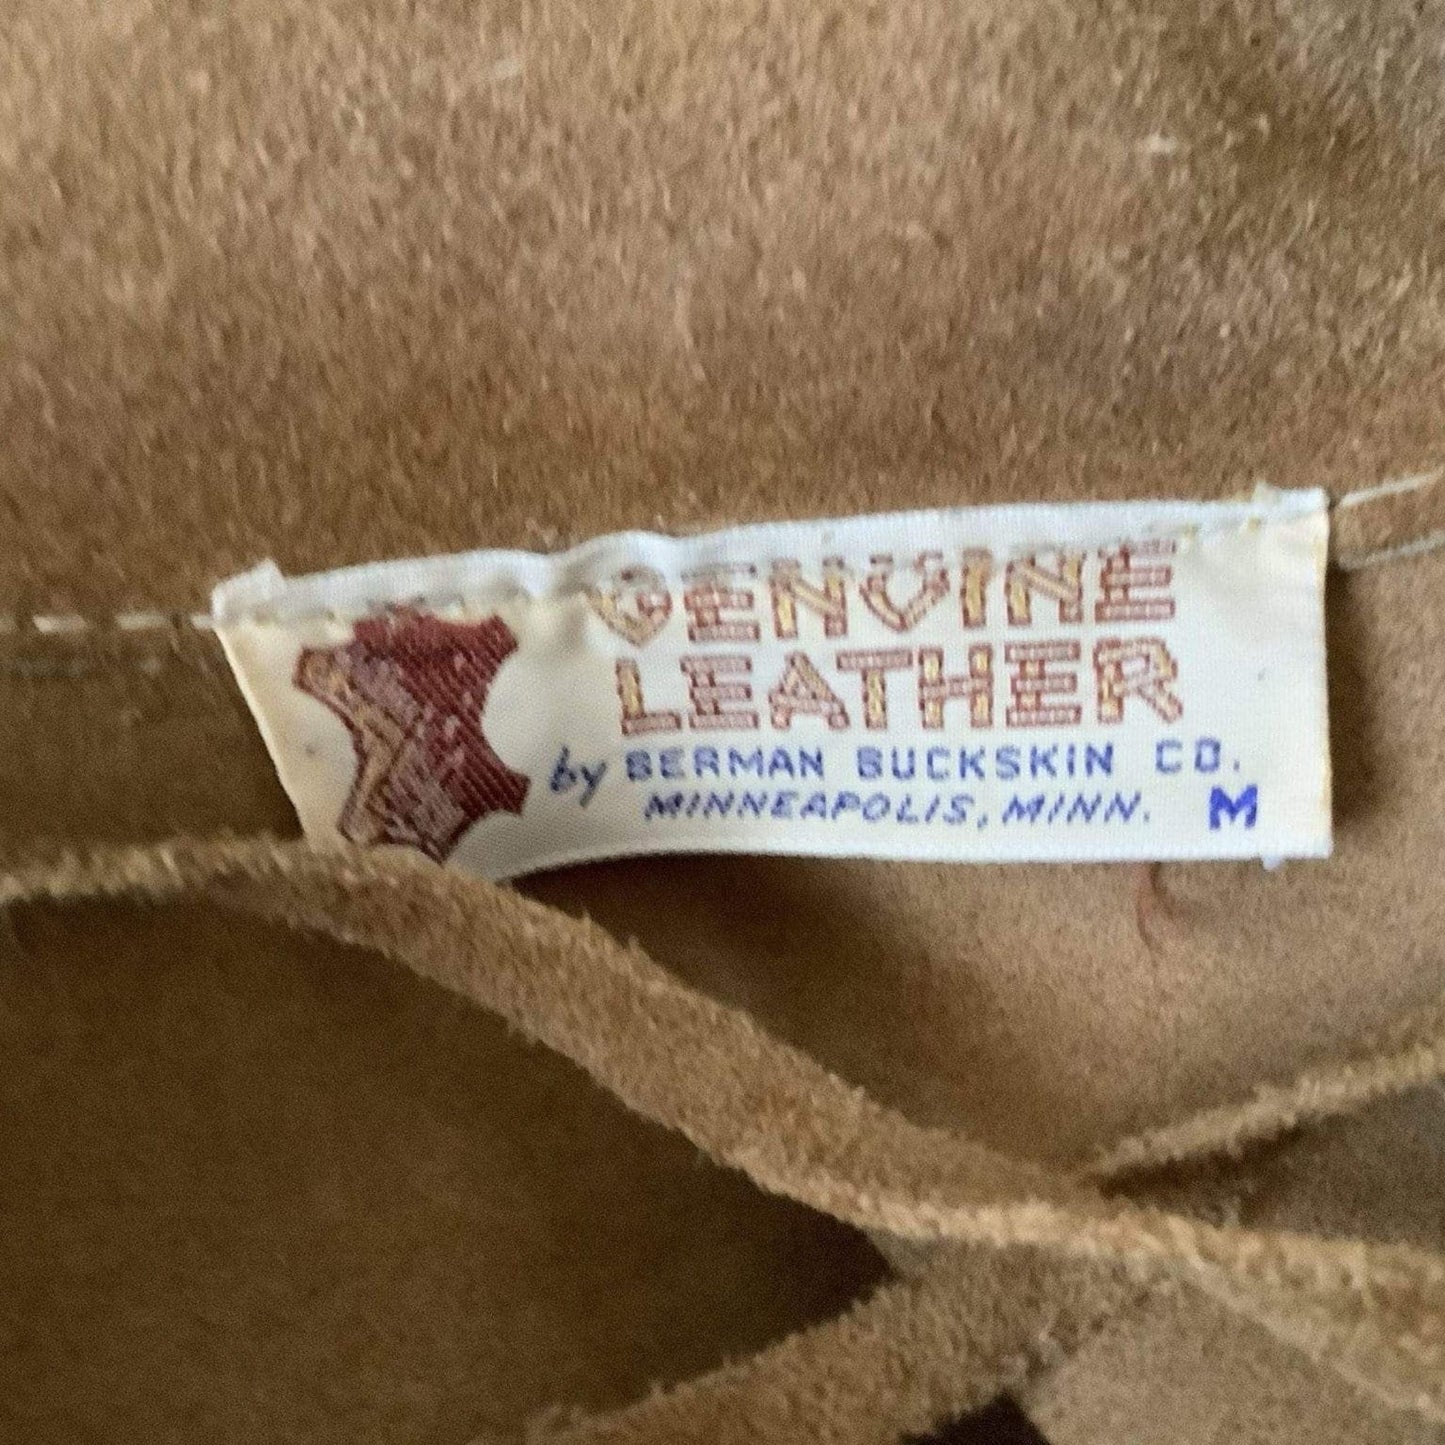 GENUINE
LEATHER
by BERMAN BUCKSKIN CO.
MINNEAPOLIS, MINN. M